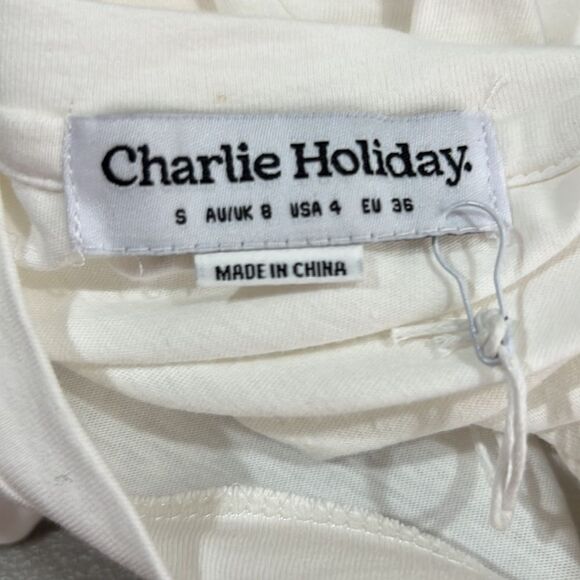 Charlie Holiday.
S AU/UK 8 USA 4 EU 36
MADE IN CHINA